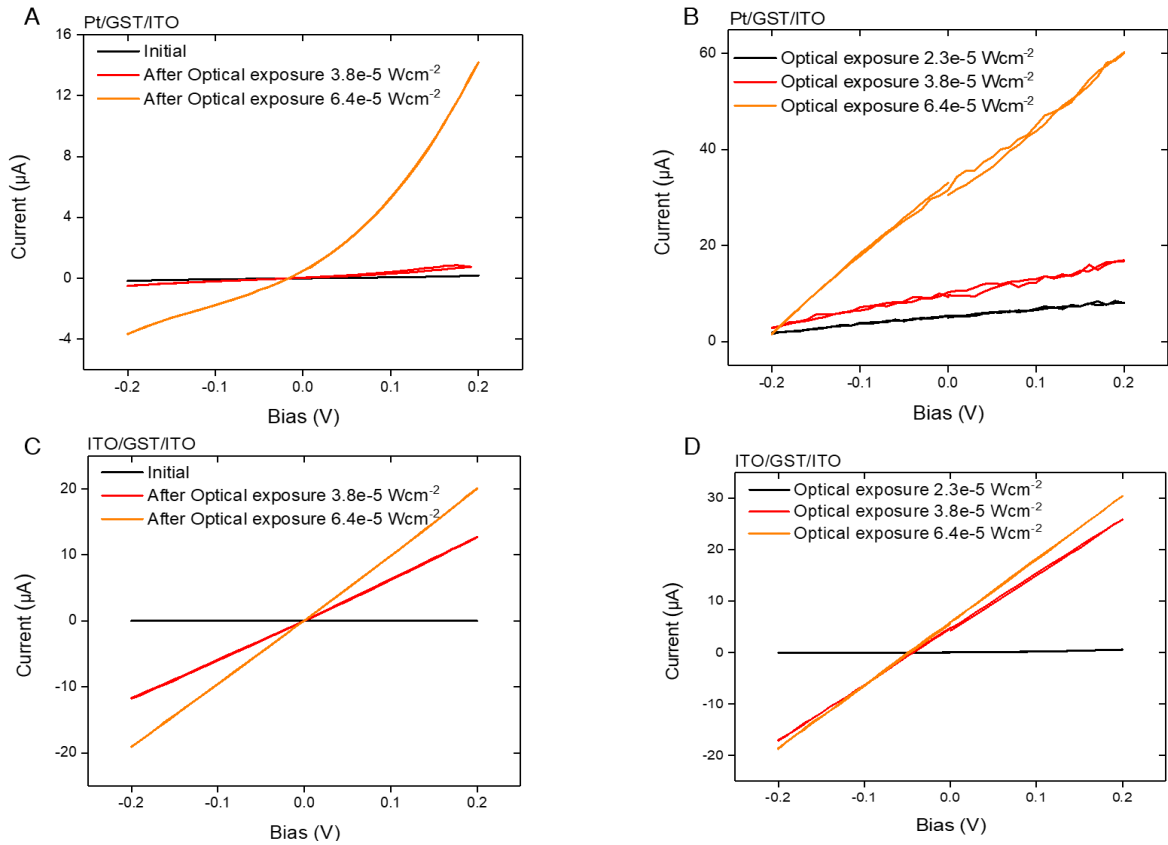 A
Pt/GST/ITO
Initial
After Optical exposure 3.8e-5 Wcm⁻²
After Optical exposure 6.4e-5 Wcm⁻²
16
12
8
4
0
-4
Current (µA)
-0.2
-0.1
0.0
0.1
0.2
Bias (V)
B
Pt/GST/ITO
Optical exposure 2.3e-5 Wcm⁻²
Optical exposure 3.8e-5 Wcm⁻²
Optical exposure 6.4e-5 Wcm⁻²
60
40
20
0
Current (µA)
-0.2
-0.1
0.0
0.1
0.2
Bias (V)
C
ITO/GST/ITO
Initial
After Optical exposure 3.8e-5 Wcm⁻²
After Optical exposure 6.4e-5 Wcm⁻²
20
10
0
-10
-20
Current (µA)
-0.2
-0.1
0.0
0.1
0.2
Bias (V)
D
ITO/GST/ITO
Optical exposure 2.3e-5 Wcm⁻²
Optical exposure 3.8e-5 Wcm⁻²
Optical exposure 6.4e-5 Wcm⁻²
30
20
10
0
-10
-20
Current (µA)
-0.2
-0.1
0.0
0.1
0.2
Bias (V)